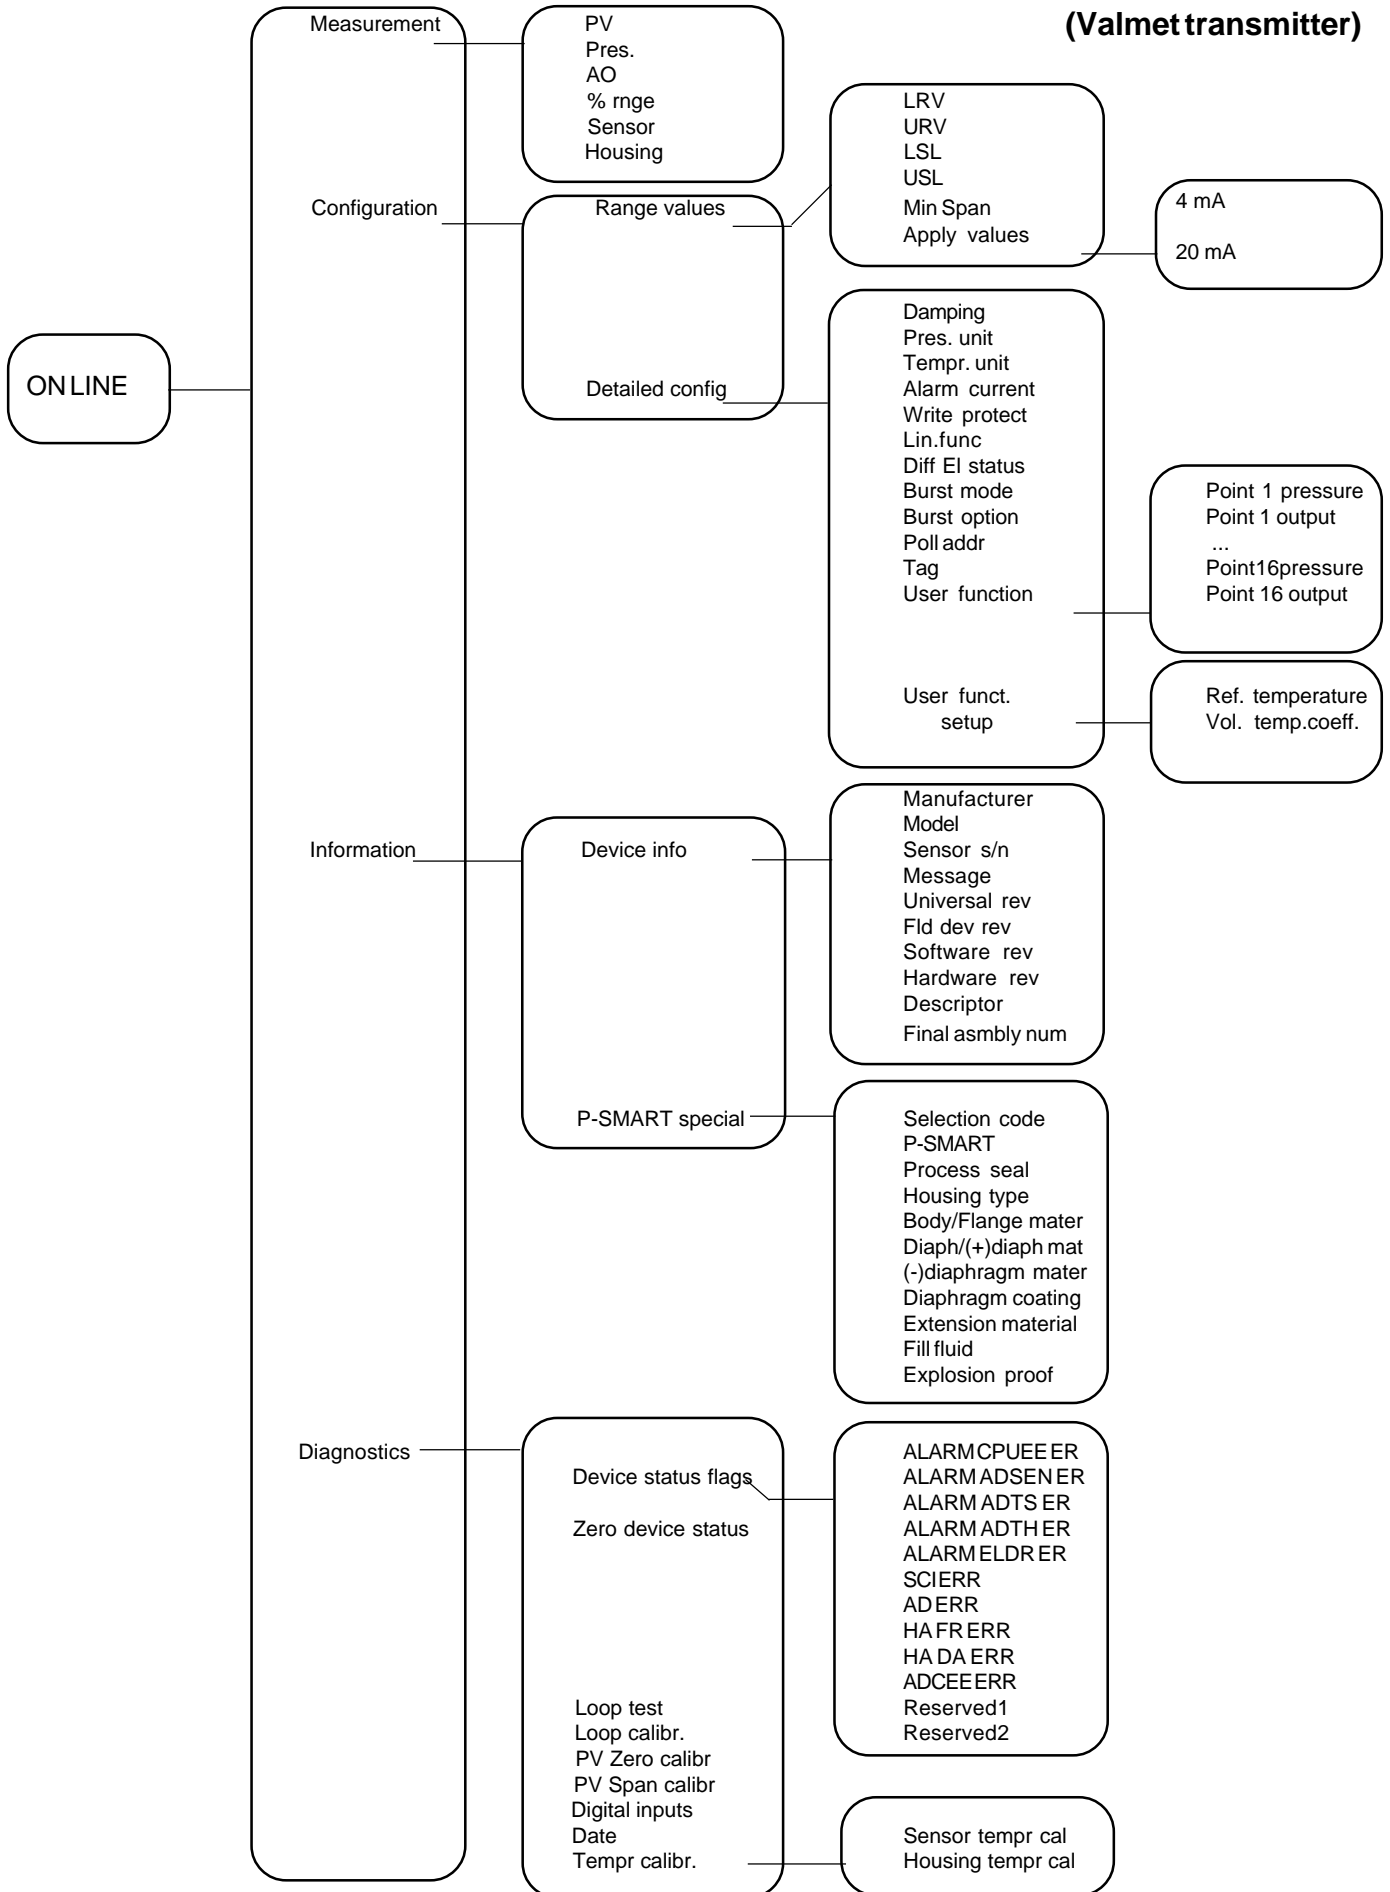 (Valmet transmitter)
ON LINE
Measurement
PV
Pres.
AO
% rnge
Sensor
Housing
Configuration
Range values
LRV
URV
LSL
USL
Min Span
Apply values
4 mA
20 mA
Detailed config
Damping
Pres. unit
Tempr. unit
Alarm current
Write protect
Lin.func
Diff El status
Burst mode
Burst option
Poll addr
Tag
User function
Point 1 pressure
Point 1 output
...
Point16pressure
Point 16 output
User funct.
setup
Ref. temperature
Vol. temp.coeff.
Information
Device info
Manufacturer
Model
Sensor s/n
Message
Universal rev
Fld dev rev
Software rev
Hardware rev
Descriptor
Final asmbly num
P-SMART special
Selection code
P-SMART
Process seal
Housing type
Body/Flange mater
Diaph/(+)diaph mat
(-)diaphragm mater
Diaphragm coating
Extension material
Fill fluid
Explosion proof
Diagnostics
Device status flags
ALARM CPUEE ER
ALARM ADSEN ER
ALARM ADTS ER
ALARM ADTH ER
ALARM ELDR ER
SCI ERR
AD ERR
HA FR ERR
HA DA ERR
ADCEE ERR
Reserved1
Reserved2
Zero device status
Loop test
Loop calibr.
PV Zero calibr
PV Span calibr
Digital inputs
Date
Tempr calibr.
Sensor tempr cal
Housing tempr cal